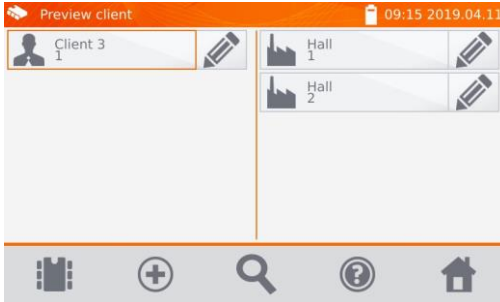 Preview client
09:15 2019.04.11
Client 3
1
Hall
1
Hall
2